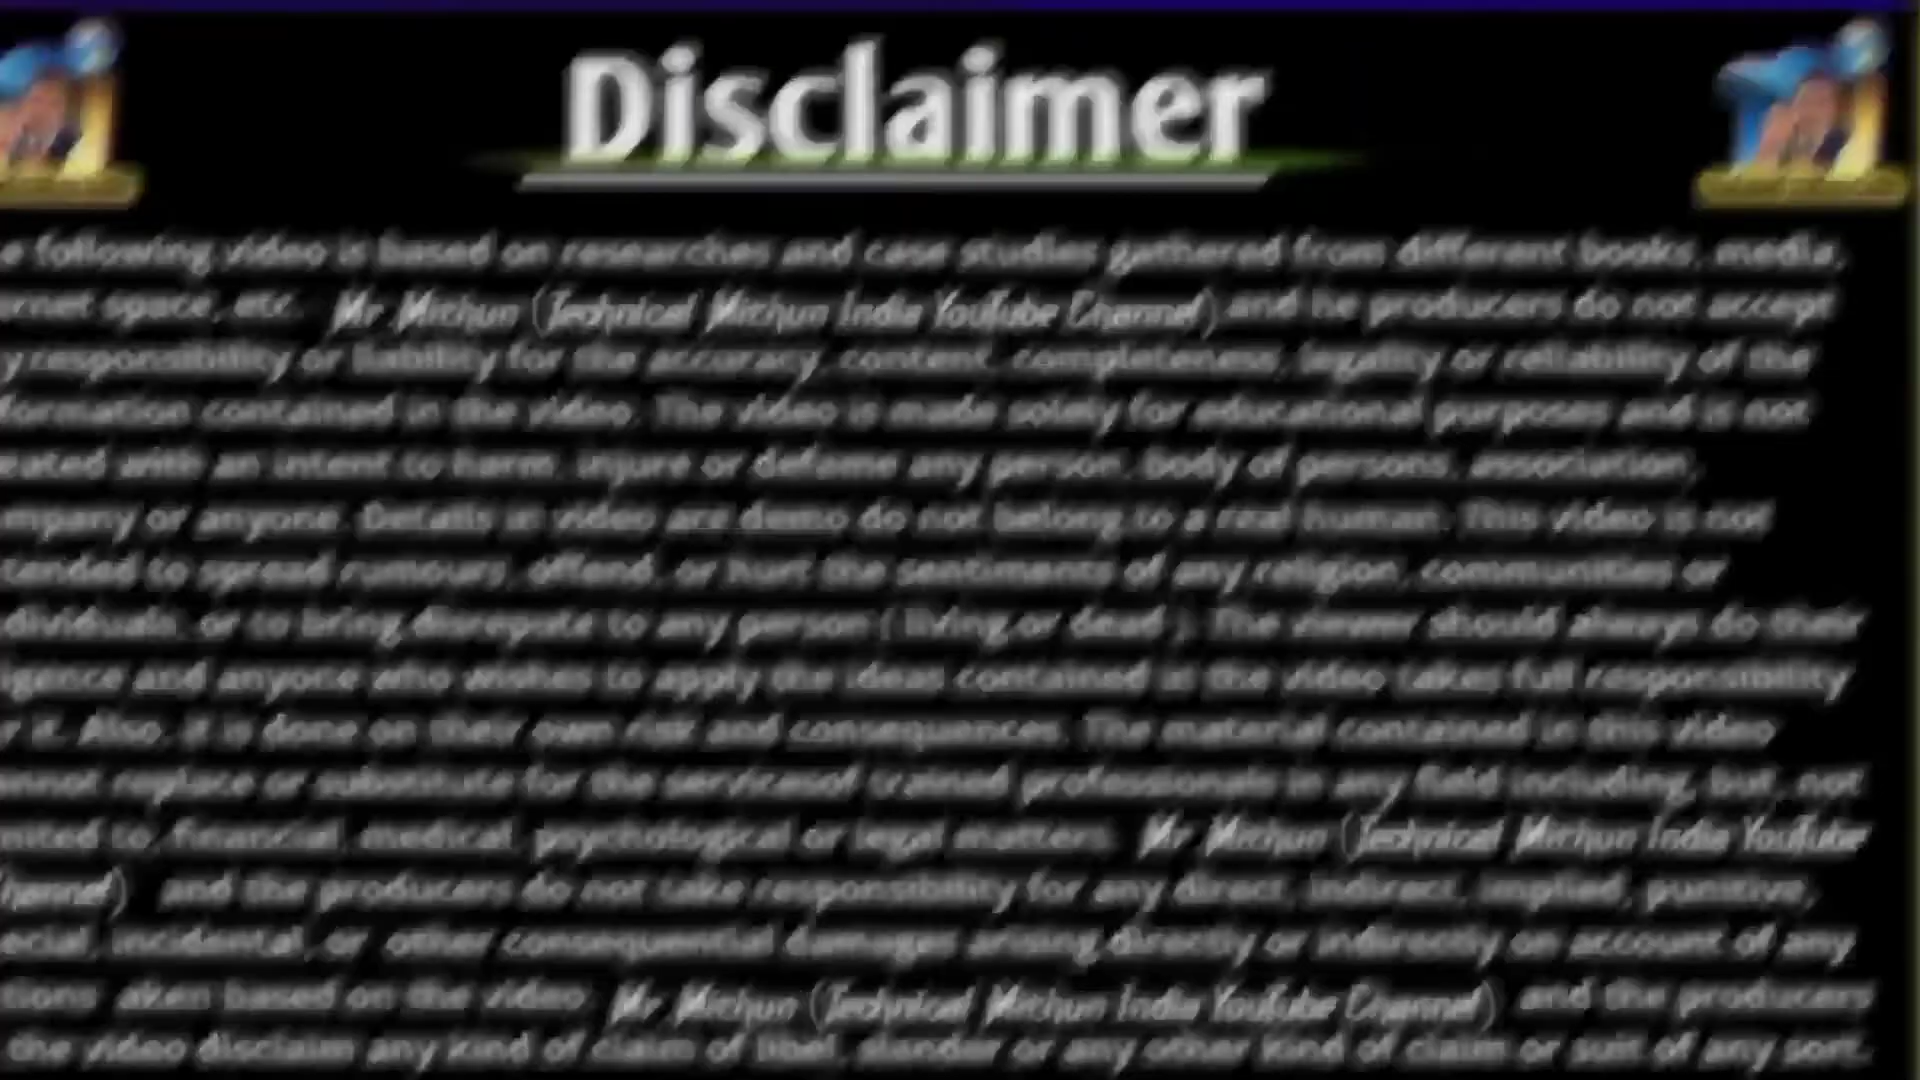 Disclaimer
e following video is based on researches and case studies gathered from different books, media,
ernet space, etc. Mr Mithun (Technical Mithun India YouTube Channel) and he producers do not accept
y responsibility or liability for the accuracy, content, completeness, legality or reliability of the
formation contained in the video. The video is made solely for educational purposes and is not
eated with an intent to harm, injure or defame any person, body of persons, association,
mpany or anyone. Details in video are demo do not belong to a real human. This video is not
tended to spread rumours, offend, or hurt the sentiments of any religion, communities or
dividuals, or to bring disrepute to any person ( living or dead ). The viewer should always do their
igence and anyone who wishes to apply the ideas contained in the video takes full responsibility
r it. Also, it is done on their own risk and consequences. The material contained in this video
annot replace or substitute for the servicesof trained professionals in any field including, but, not
mited to, financial, medical, psychological or legal matters. Mr Mithun (Technical Mithun India YouTube
Channel) and the producers do not take responsibility for any direct, indirect, implied, punitive,
ecial, incidental, or other consequential damages arising directly or indirectly on account of any
tions aken based on the video. Mr Mithun (Technical Mithun India YouTube Channel) and the producers
the video disclaim any kind of claim of libel, slander or any other kind of claim or suit of any sort.